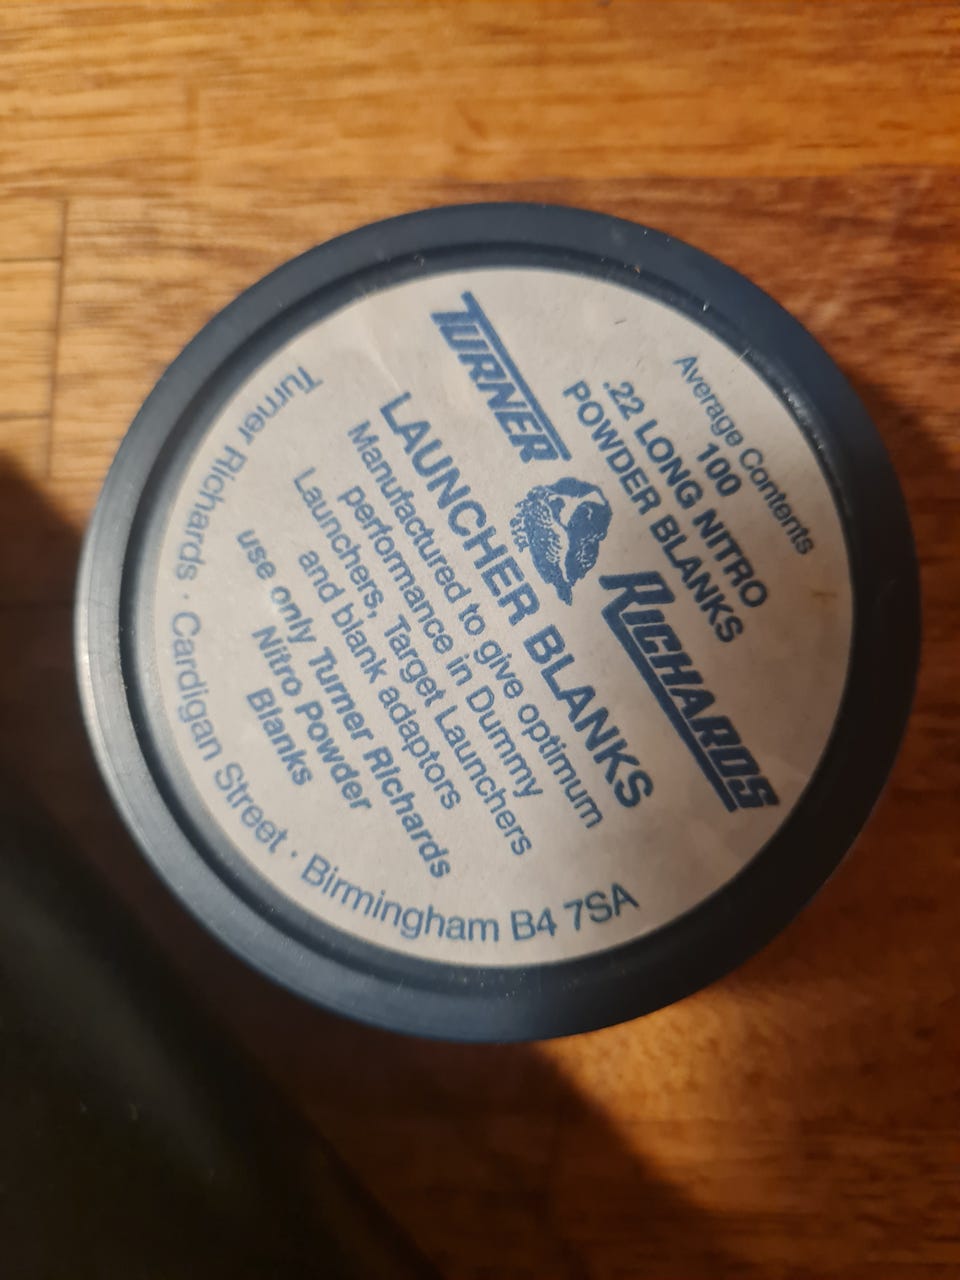 Average Contents
100
.22 LONG NITRO
POWDER BLANKS
TURNER RICHARDS
LAUNCHER BLANKS
Manufactured to give optimum
performance in Dummy
Launchers, Target Launchers
and blank adaptors
use only Turner Richards
Nitro Powder
Blanks
Turner Richards · Cardigan Street · Birmingham B4 7SA